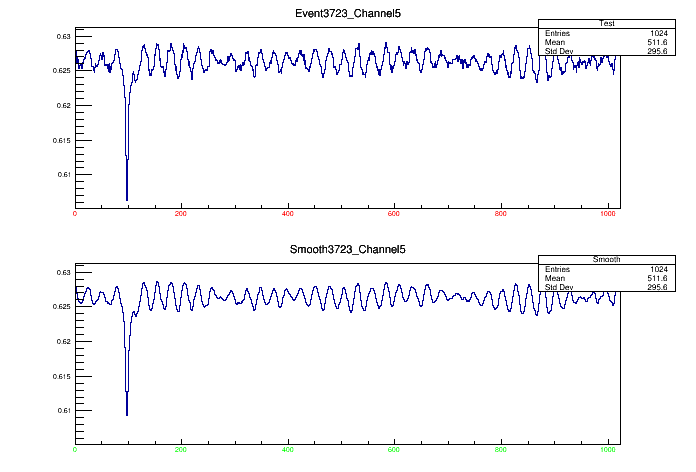 Event3723_Channel5
Test
Entries 1024
Mean 511.6
Std Dev 295.6
0.63
0.625
0.62
0.615
0.61
0 200 400 600 800 1000
Smooth3723_Channel5
Smooth
Entries 1024
Mean 511.6
Std Dev 295.6
0.63
0.625
0.62
0.615
0.61
0 200 400 600 800 1000